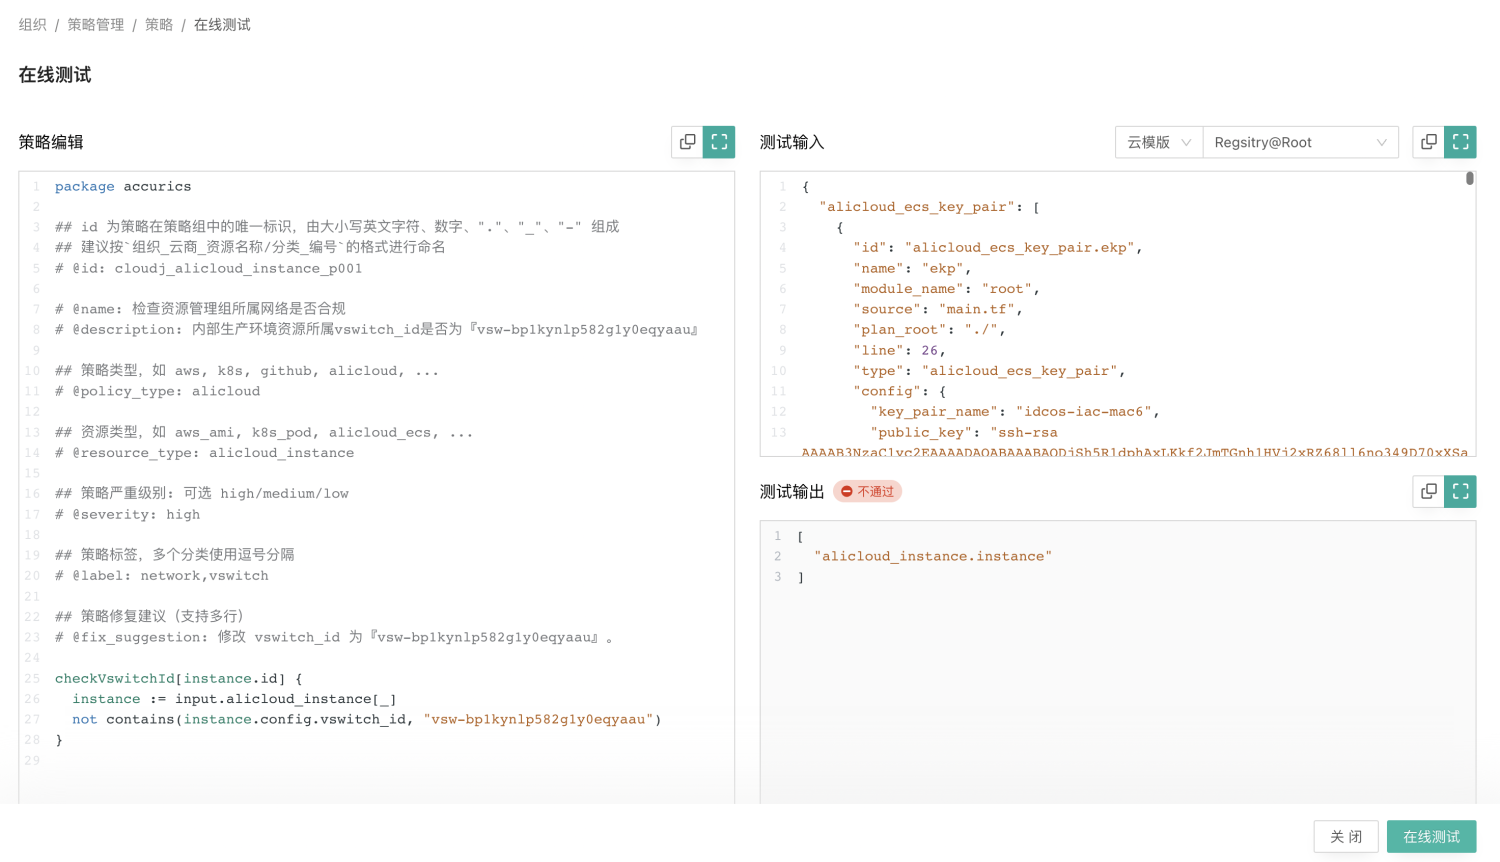 组织 / 策略管理 / 策略 / 在线测试
在线测试
策略编辑
1 package accurics
2
3 ## id 为策略在策略组中的唯一标识，由大小写英文字符、数字、"."、"_"、"-" 组成
4 ## 建议按`组织_云商_资源名称/分类_编号`的格式进行命名
5 # @id: cloudj_alicloud_instance_p001
6
7 # @name: 检查资源管理组所属网络是否合规
8 # @description: 内部生产环境资源所属vswitch_id是否为『vsw-bp1kynlp582g1y0eqyaau』
9
10 ## 策略类型，如 aws, k8s, github, alicloud, ...
11 # @policy_type: alicloud
12
13 ## 资源类型，如 aws_ami, k8s_pod, alicloud_ecs, ...
14 # @resource_type: alicloud_instance
15
16 ## 策略严重级别: 可选 high/medium/low
17 # @severity: high
18
19 ## 策略标签，多个分类使用逗号分隔
20 # @label: network,vswitch
21
22 ## 策略修复建议（支持多行）
23 # @fix_suggestion: 修改 vswitch_id 为『vsw-bp1kynlp582g1y0eqyaau』。
24
25 checkVswitchId[instance.id] {
26 instance := input.alicloud_instance[_]
27 not contains(instance.config.vswitch_id, "vsw-bp1kynlp582g1y0eqyaau")
28 }
29
测试输入
云模版 Regsitry@Root
1 {
2 "alicloud_ecs_key_pair": [
3 {
4 "id": "alicloud_ecs_key_pair.ekp",
5 "name": "ekp",
6 "module_name": "root",
7 "source": "main.tf",
8 "plan_root": "./",
9 "line": 26,
10 "type": "alicloud_ecs_key_pair",
11 "config": {
12 "key_pair_name": "idcos-iac-mac6",
13 "public_key": "ssh-rsa
测试输出 不通过
1 [
2 "alicloud_instance.instance"
3 ]
关 闭 在线测试